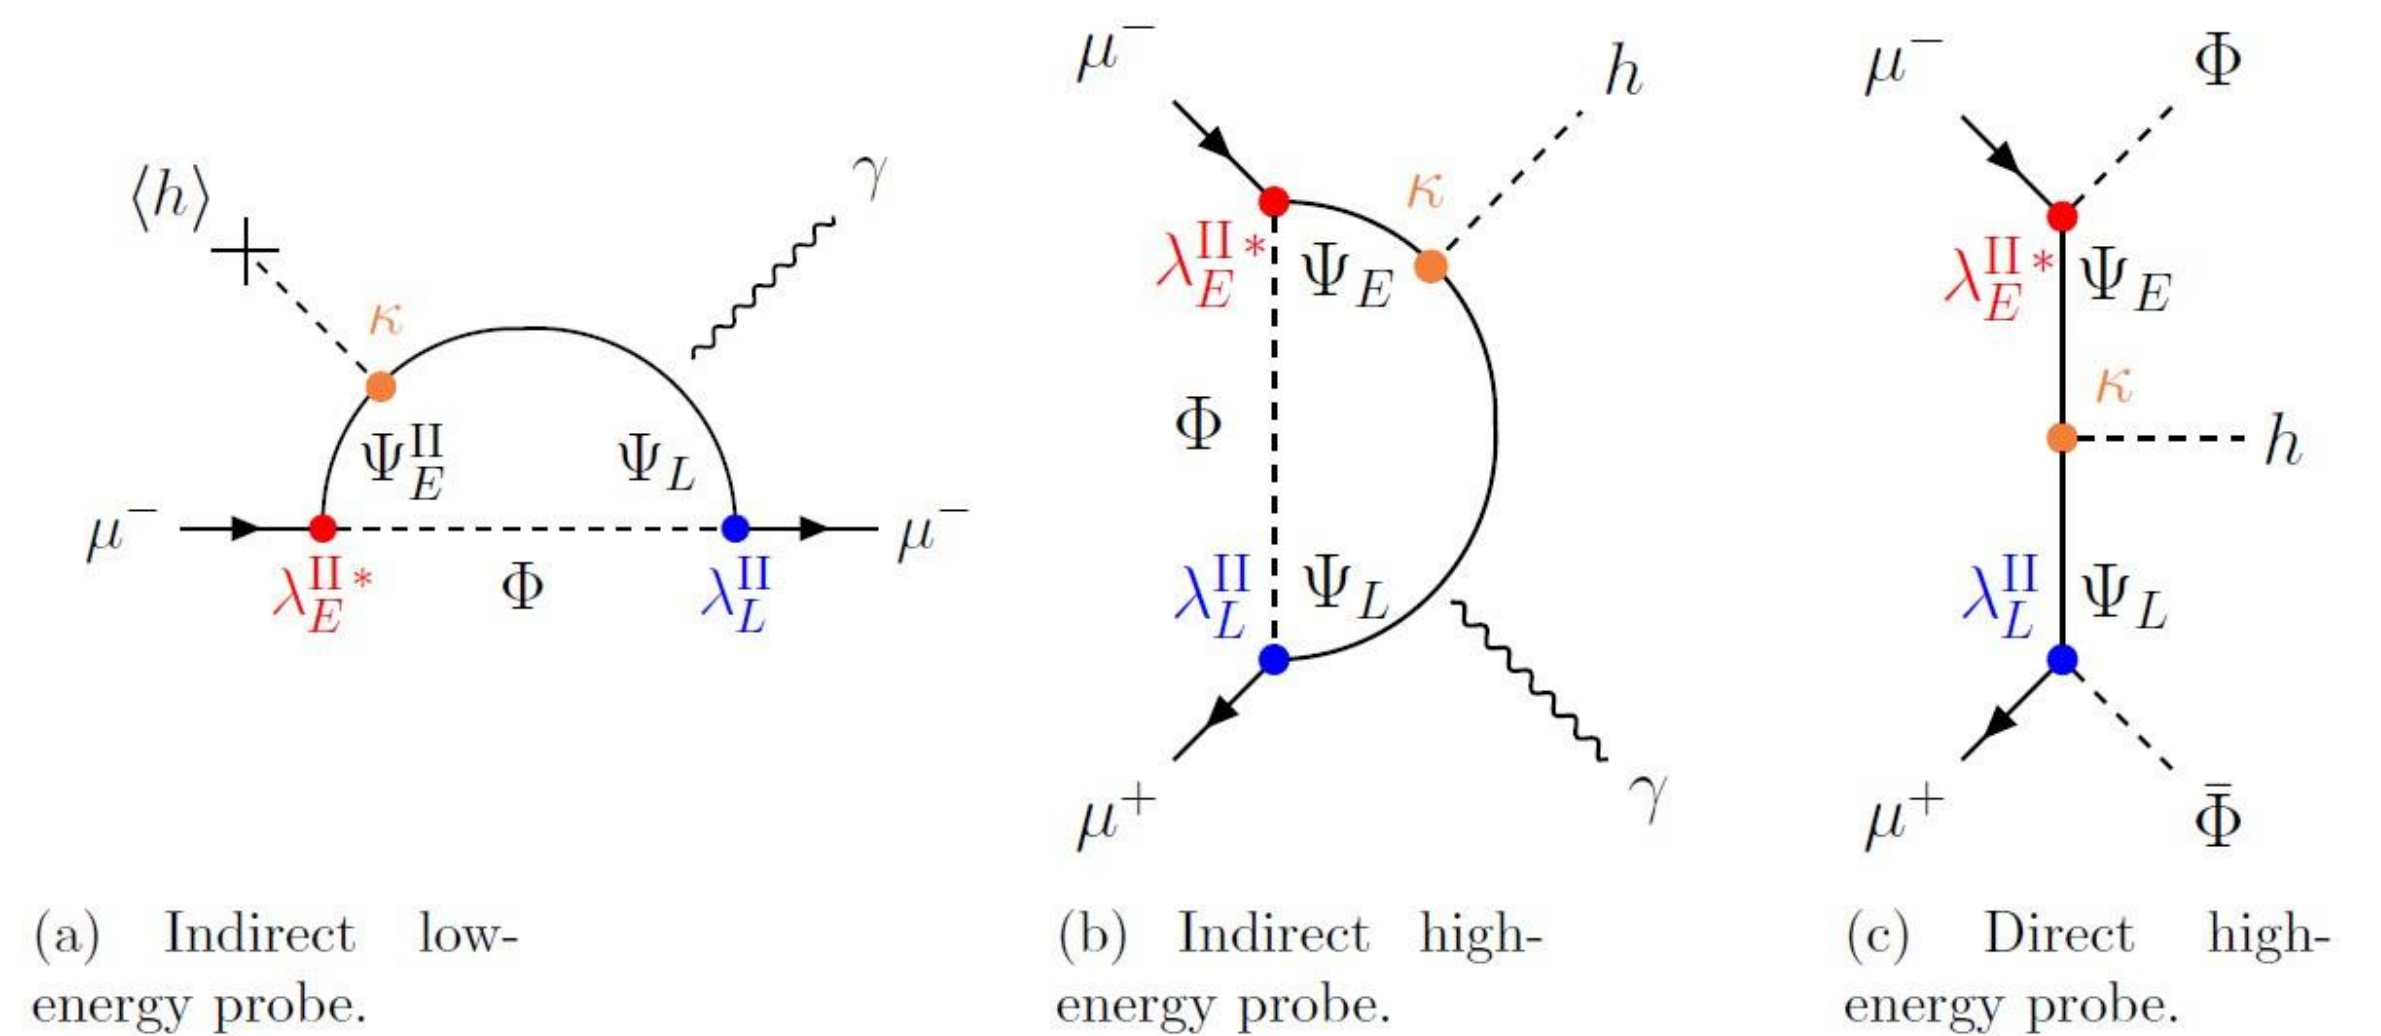 ⟨h⟩
γ
κ
Ψ_E^II
Ψ_L
μ⁻
μ⁻
λ_E^II*
Φ
λ_L^II
(a) Indirect low-
energy probe.
μ⁻
h
κ
λ_E^II*
Ψ_E
Φ
λ_L^II
Ψ_L
μ⁺
γ
(b) Indirect high-
energy probe.
μ⁻
Φ
λ_E^II*
Ψ_E
κ
h
λ_L^II
Ψ_L
μ⁺
Φ̄
(c) Direct high-
energy probe.